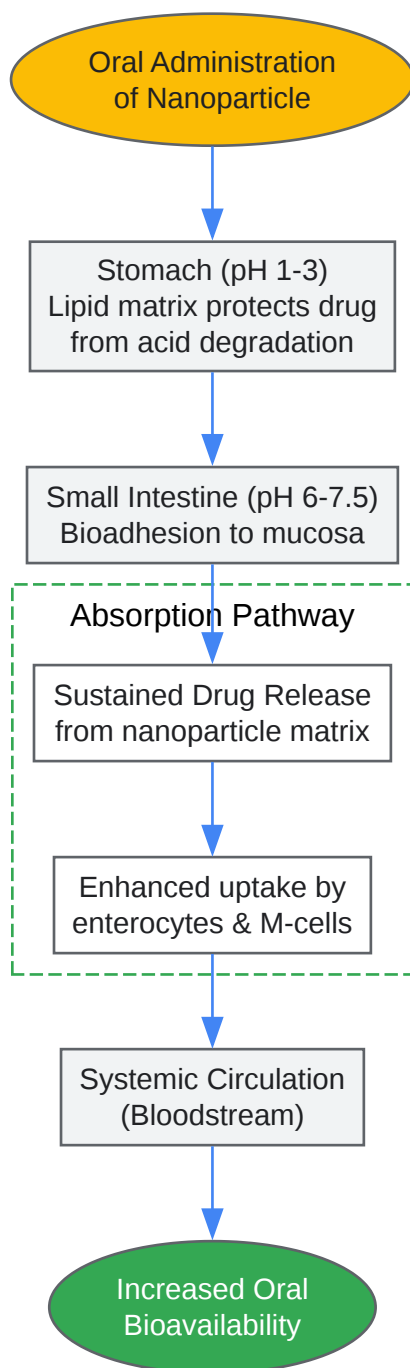 Oral Administration
of Nanoparticle
Stomach (pH 1-3)
Lipid matrix protects drug
from acid degradation
Small Intestine (pH 6-7.5)
Bioadhesion to mucosa
Absorption Pathway
Sustained Drug Release
from nanoparticle matrix
Enhanced uptake by
enterocytes & M-cells
Systemic Circulation
(Bloodstream)
Increased Oral
Bioavailability